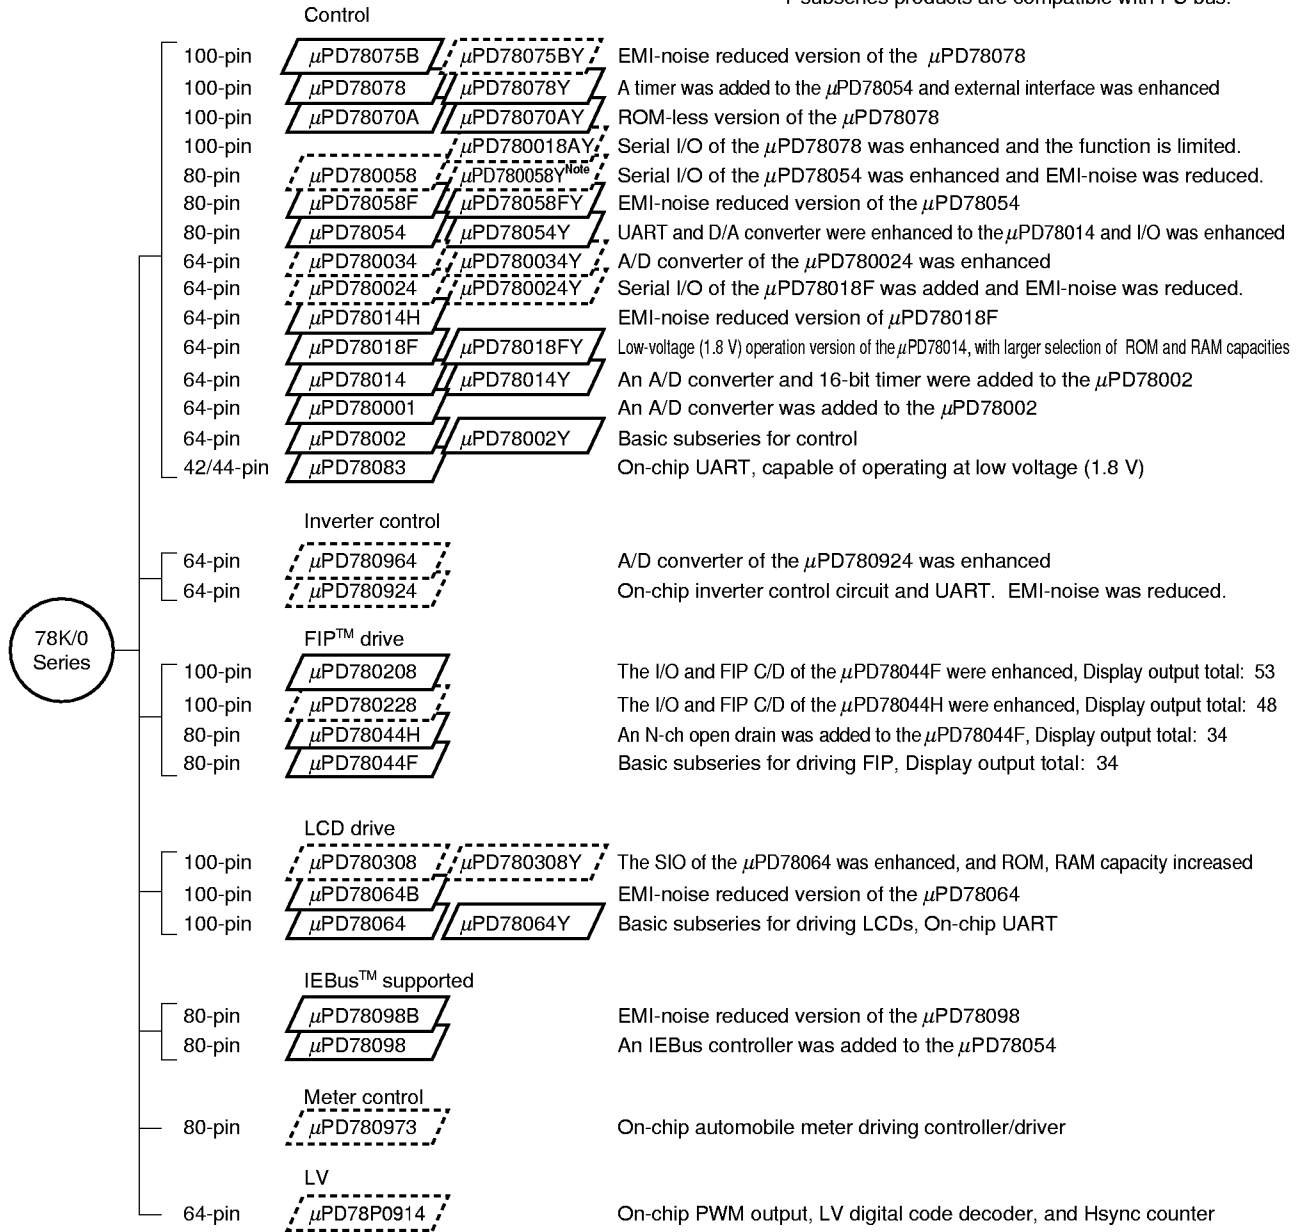 Y subseries products are compatible with I²C bus.
Control
100-pin μPD78075B μPD78075BY EMI-noise reduced version of the μPD78078
100-pin μPD78078 μPD78078Y A timer was added to the μPD78054 and external interface was enhanced
100-pin μPD78070A μPD78070AY ROM-less version of the μPD78078
100-pin μPD780018AY Serial I/O of the μPD78078 was enhanced and the function is limited.
80-pin μPD780058 μPD780058Y Note Serial I/O of the μPD78054 was enhanced and EMI-noise was reduced.
80-pin μPD78058F μPD78058FY EMI-noise reduced version of the μPD78054
80-pin μPD78054 μPD78054Y UART and D/A converter were enhanced to the μPD78014 and I/O was enhanced
64-pin μPD780034 μPD780034Y A/D converter of the μPD780024 was enhanced
64-pin μPD780024 μPD780024Y Serial I/O of the μPD78018F was added and EMI-noise was reduced.
64-pin μPD78014H EMI-noise reduced version of μPD78018F
64-pin μPD78018F μPD78018FY Low-voltage (1.8 V) operation version of the μPD78014, with larger selection of ROM and RAM capacities
64-pin μPD78014 μPD78014Y An A/D converter and 16-bit timer were added to the μPD78002
64-pin μPD780001 An A/D converter was added to the μPD78002
64-pin μPD78002 μPD78002Y Basic subseries for control
42/44-pin μPD78083 On-chip UART, capable of operating at low voltage (1.8 V)
Inverter control
64-pin μPD780964 A/D converter of the μPD780924 was enhanced
64-pin μPD780924 On-chip inverter control circuit and UART. EMI-noise was reduced.
78K/0
Series
FIP™ drive
100-pin μPD780208 The I/O and FIP C/D of the μPD78044F were enhanced, Display output total: 53
100-pin μPD780228 The I/O and FIP C/D of the μPD78044H were enhanced, Display output total: 48
80-pin μPD78044H An N-ch open drain was added to the μPD78044F, Display output total: 34
80-pin μPD78044F Basic subseries for driving FIP, Display output total: 34
LCD drive
100-pin μPD780308 μPD780308Y The SIO of the μPD78064 was enhanced, and ROM, RAM capacity increased
100-pin μPD78064B EMI-noise reduced version of the μPD78064
100-pin μPD78064 μPD78064Y Basic subseries for driving LCDs, On-chip UART
IEBus™ supported
80-pin μPD78098B EMI-noise reduced version of the μPD78098
80-pin μPD78098 An IEBus controller was added to the μPD78054
Meter control
80-pin μPD780973 On-chip automobile meter driving controller/driver
LV
64-pin μPD78P0914 On-chip PWM output, LV digital code decoder, and Hsync counter